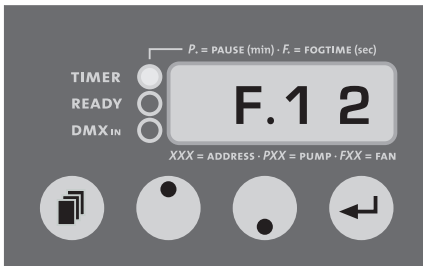 P. = PAUSE (min) · F. = FOGTIME (sec)
TIMER
READY
DMX IN
F.12
XXX = ADDRESS · PXX = PUMP · FXX = FAN